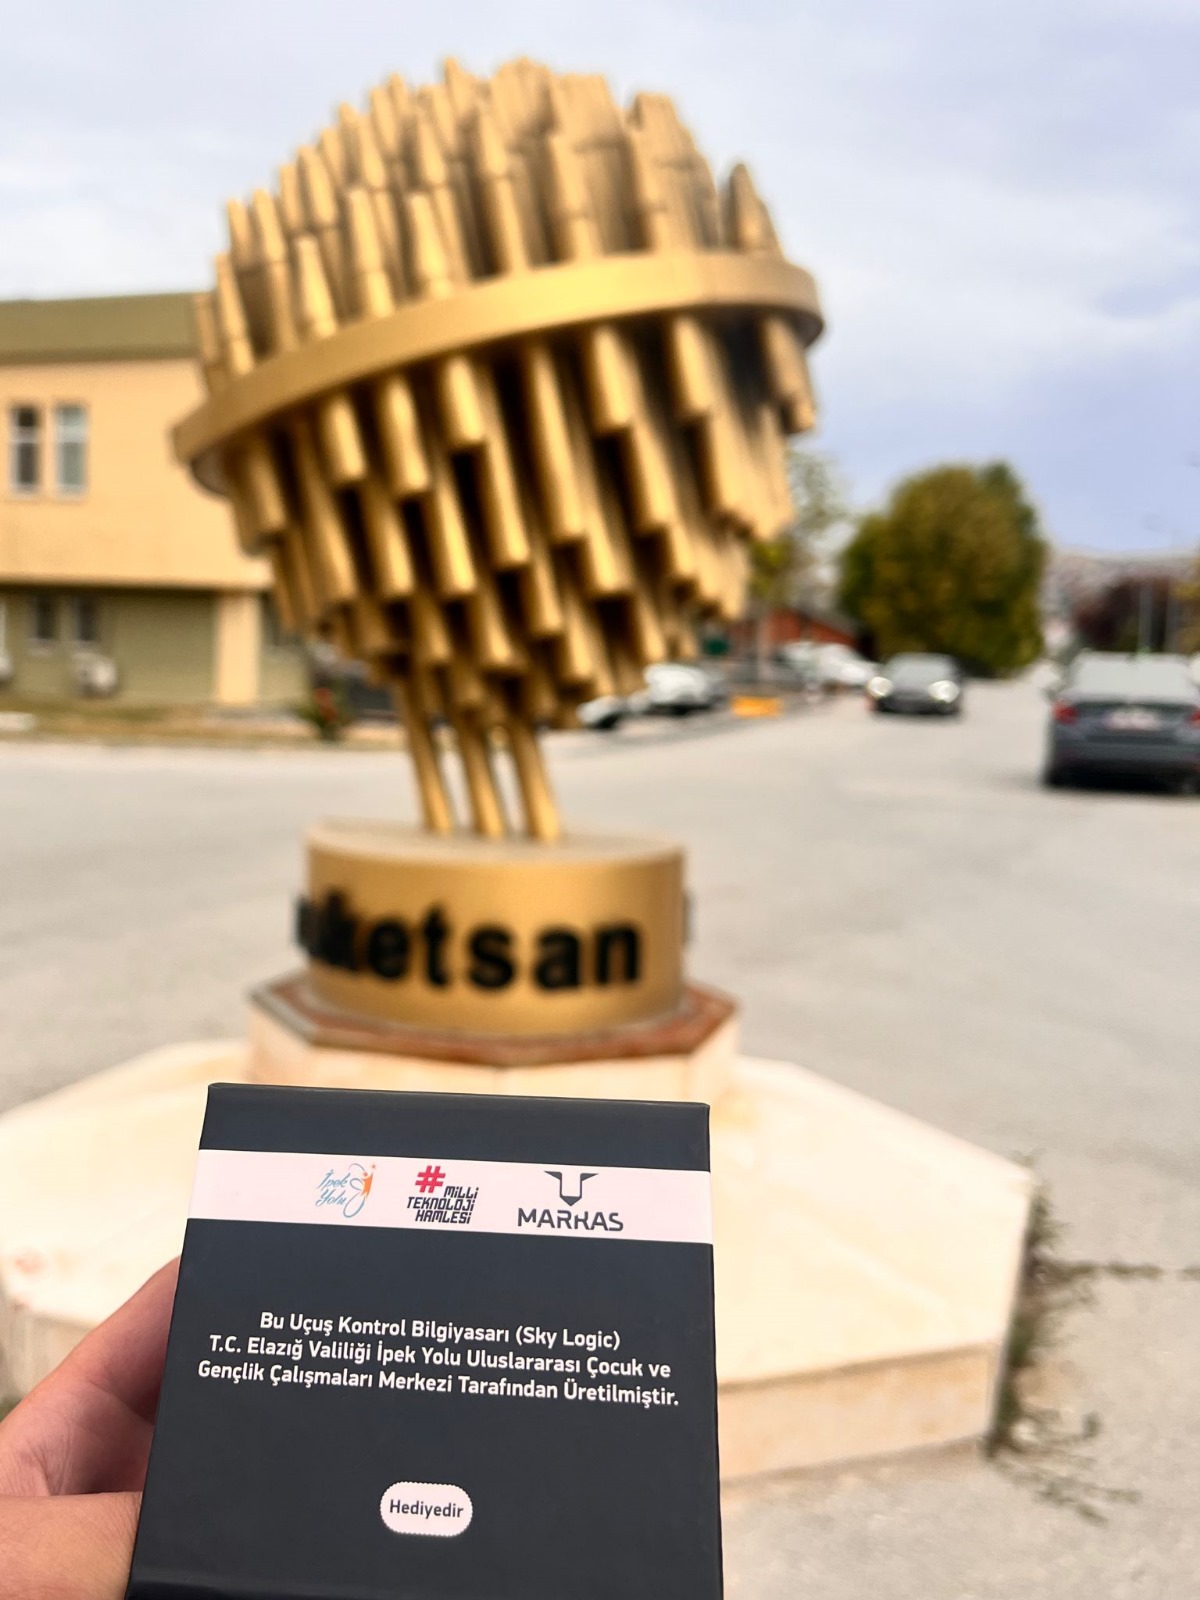 ketsan
İpek
Yolu
#MİLLİ
TEKNOLOJİ
HAMLESİ
MARKAS
Bu Uçuş Kontrol Bilgiyasarı (Sky Logic)
T.C. Elazığ Valiliği İpek Yolu Uluslararası Çocuk ve
Gençlik Çalışmaları Merkezi Tarafından Üretilmiştir.
Hediyedir